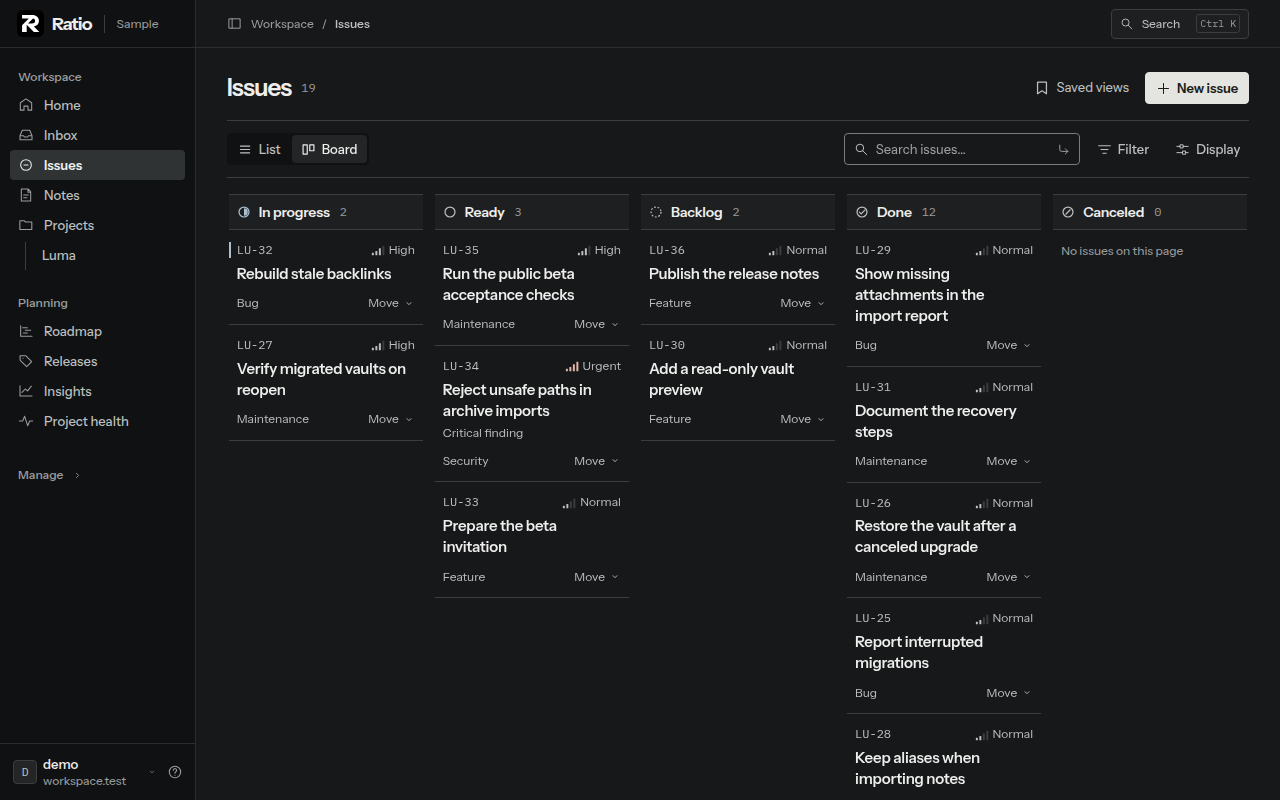 Ratio Sample
Workspace
Home
Inbox
Issues
Notes
Projects
Luma
Planning
Roadmap
Releases
Insights
Project health
Manage
D demo
workspace.test
Workspace / Issues
Search Ctrl K
Issues 19
Saved views
New issue
List
Board
Search issues...
Filter
Display
In progress 2
LU-32 High
Rebuild stale backlinks
Bug Move
LU-27 High
Verify migrated vaults on
reopen
Maintenance Move
Ready 3
LU-35 High
Run the public beta
acceptance checks
Maintenance Move
LU-34 Urgent
Reject unsafe paths in
archive imports
Critical finding
Security Move
LU-33 Normal
Prepare the beta
invitation
Feature Move
Backlog 2
LU-36 Normal
Publish the release notes
Feature Move
LU-30 Normal
Add a read-only vault
preview
Feature Move
Done 12
LU-29 Normal
Show missing
attachments in the
import report
Bug Move
LU-31 Normal
Document the recovery
steps
Maintenance Move
LU-26 Normal
Restore the vault after a
canceled upgrade
Maintenance Move
LU-25 Normal
Report interrupted
migrations
Bug Move
LU-28 Normal
Keep aliases when
importing notes
Canceled 0
No issues on this page